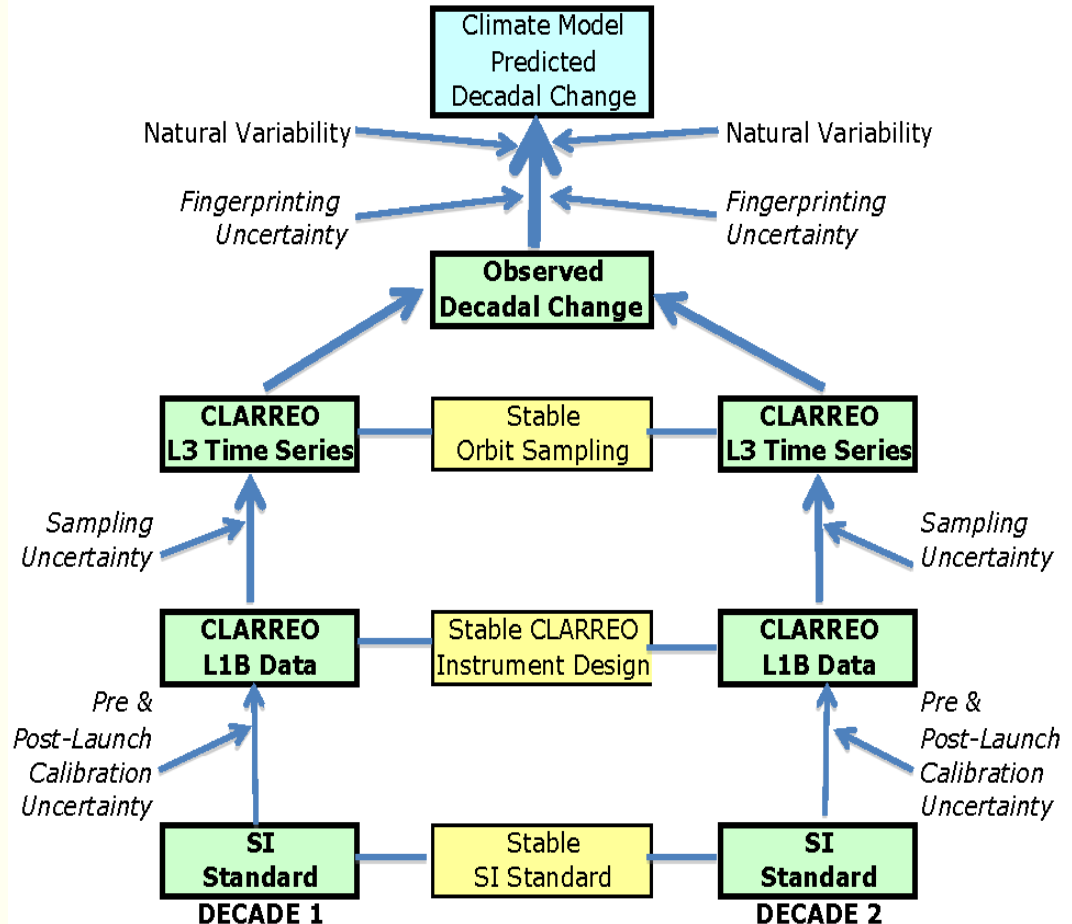 Climate Model
Predicted
Decadal Change
Natural Variability
Natural Variability
Fingerprinting
Uncertainty
Fingerprinting
Uncertainty
Observed
Decadal Change
CLARREO
L3 Time Series
Stable
Orbit Sampling
CLARREO
L3 Time Series
Sampling
Uncertainty
Sampling
Uncertainty
CLARREO
L1B Data
Stable CLARREO
Instrument Design
CLARREO
L1B Data
Pre &
Post-Launch
Calibration
Uncertainty
Pre &
Post-Launch
Calibration
Uncertainty
SI
Standard
Stable
SI Standard
SI
Standard
DECADE 1
DECADE 2